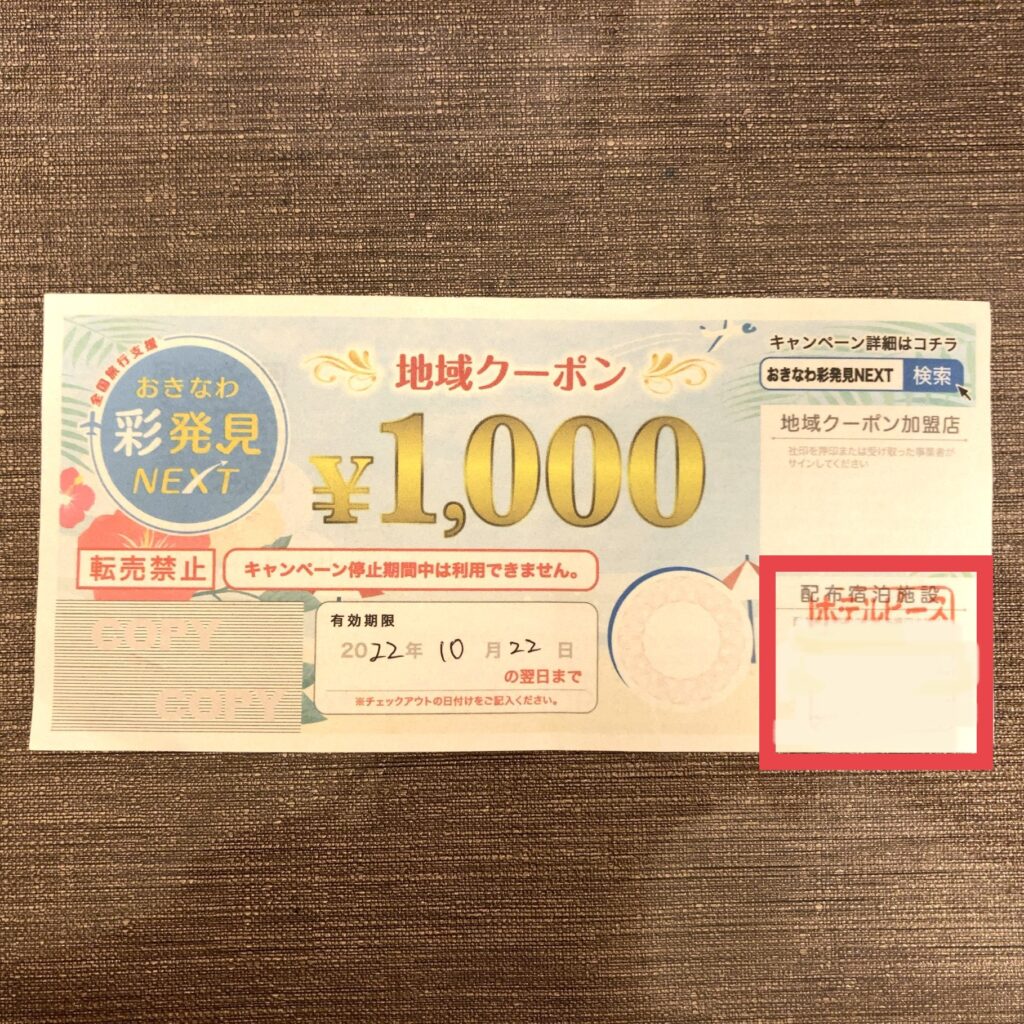 全国旅行支援
おきなわ
彩発見
NEXT
地域クーポン
¥1,000
キャンペーン詳細はコチラ
おきなわ彩発見NEXT 検索
地域クーポン加盟店
社印を押印または受け取った事業者が
サインしてください
転売禁止
キャンペーン停止期間中は利用できません。
COPY
COPY
有効期限
2022年 10月 22日
の翌日まで
※チェックアウトの日付けをご記入ください。
配布宿泊施設
ホテルピース